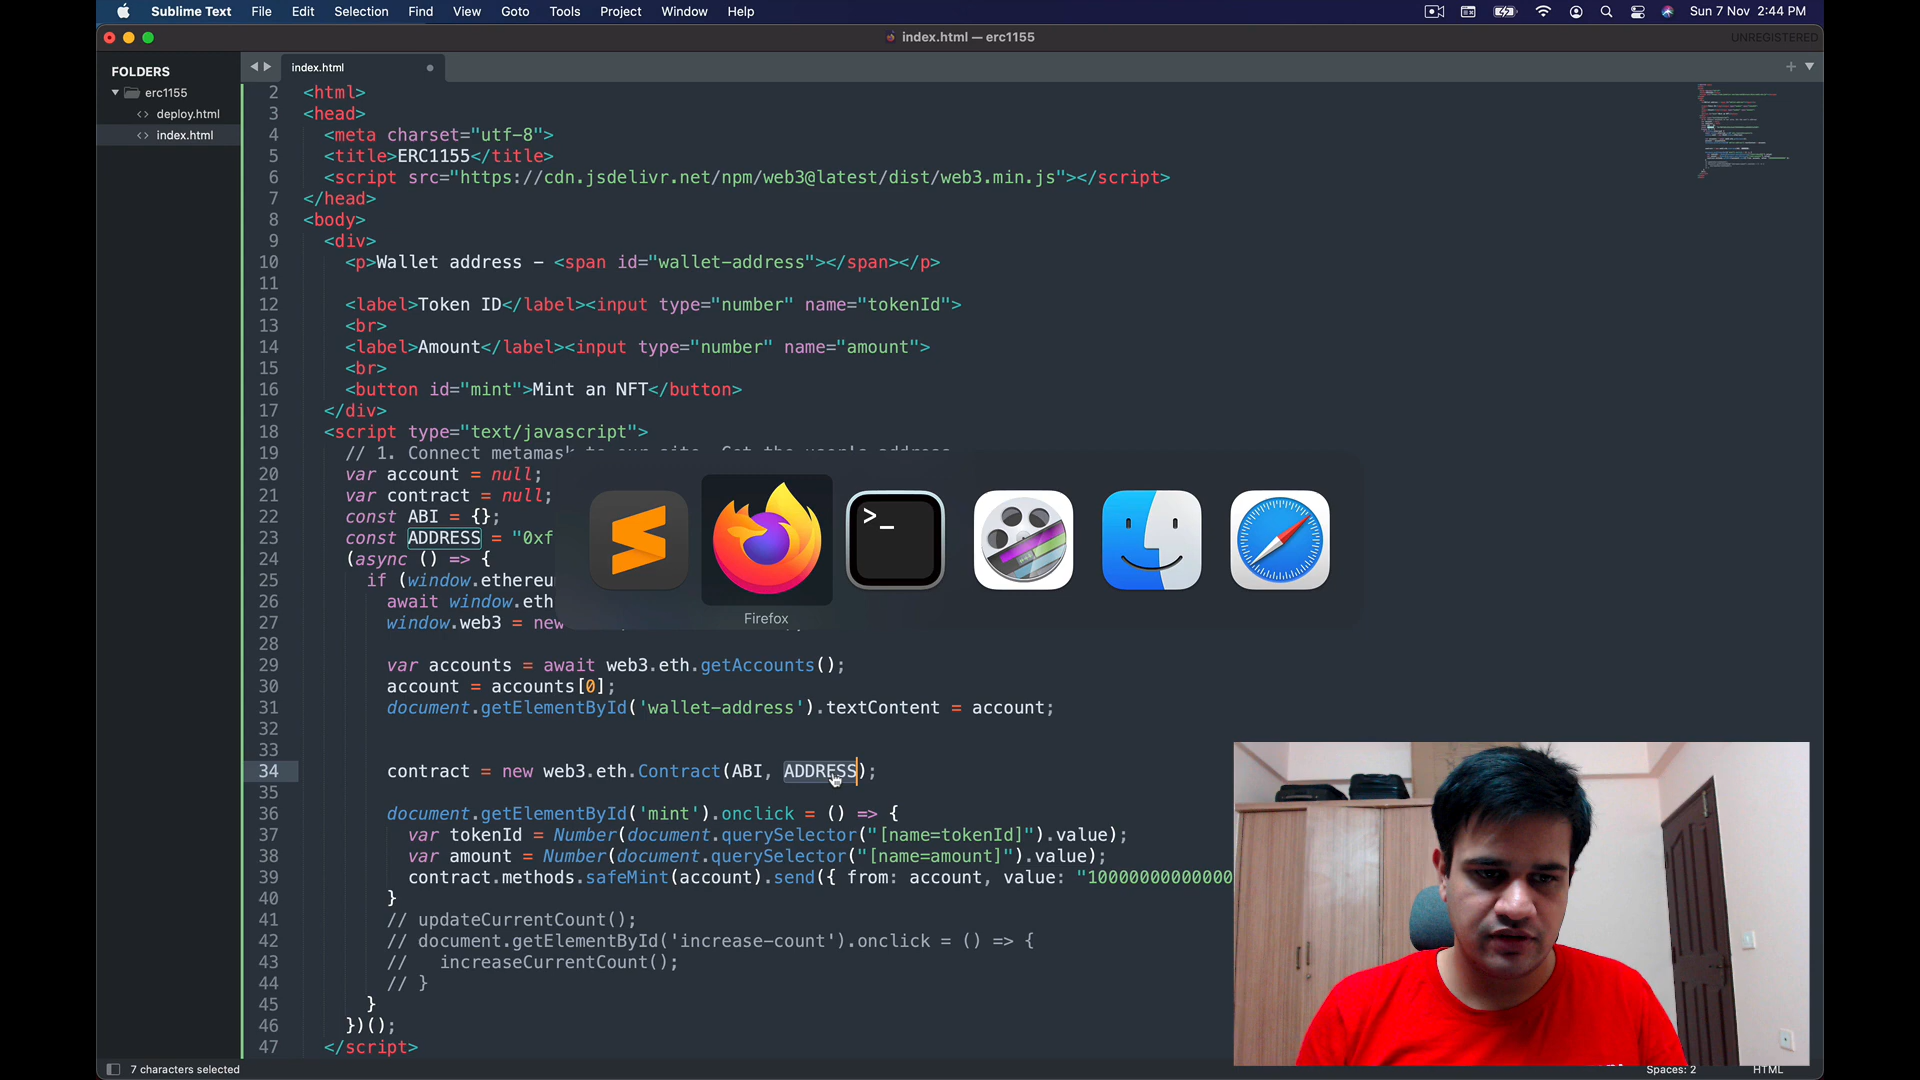 Sublime Text File Edit Selection Find View Goto Tools Project Window Help
Sun 7 Nov 2:44 PM
index.html — erc1155
UNREGISTERED
FOLDERS
erc1155
deploy.html
index.html
index.html
2 <html>
3 <head>
4 <meta charset="utf-8">
5 <title>ERC1155</title>
6 <script src="https://cdn.jsdelivr.net/npm/web3@latest/dist/web3.min.js"></script>
7 </head>
8 <body>
9 <div>
10 <p>Wallet address – <span id="wallet-address"></span></p>
11
12 <label>Token ID</label><input type="number" name="tokenId">
13 <br>
14 <label>Amount</label><input type="number" name="amount">
15 <br>
16 <button id="mint">Mint an NFT</button>
17 </div>
18 <script type="text/javascript">
19 // 1. Connect metamask to our site. Get the user's address
20 var account = null;
21 var contract = null;
22 const ABI = {};
23 const ADDRESS = "0xf
24 (async () => {
25 if (window.ethereu
26 await window.eth
27 window.web3 = new
28
29 var accounts = await web3.eth.getAccounts();
30 account = accounts[0];
31 document.getElementById('wallet-address').textContent = account;
32
33
34 contract = new web3.eth.Contract(ABI, ADDRESS);
35
36 document.getElementById('mint').onclick = () => {
37 var tokenId = Number(document.querySelector("[name=tokenId]").value);
38 var amount = Number(document.querySelector("[name=amount]").value);
39 contract.methods.safeMint(account).send({ from: account, value: "10000000000000
40 }
41 // updateCurrentCount();
42 // document.getElementById('increase-count').onclick = () => {
43 // increaseCurrentCount();
44 // }
45 }
46 })();
47 </script>
>_
Firefox
7 characters selected
Spaces: 2
HTML